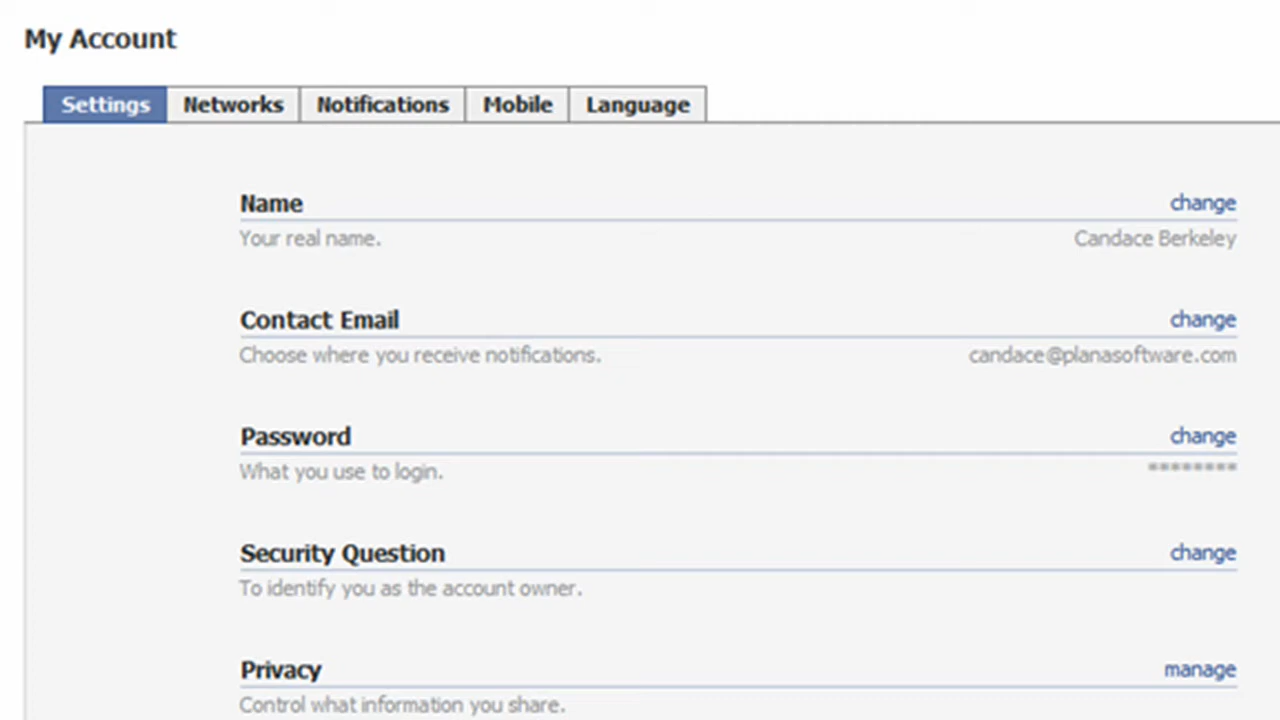 My Account
Settings Networks Notifications Mobile Language
Name change
Your real name. Candace Berkeley
Contact Email change
Choose where you receive notifications. candace@planasoftware.com
Password change
What you use to login. ********
Security Question change
To identify you as the account owner.
Privacy manage
Control what information you share.